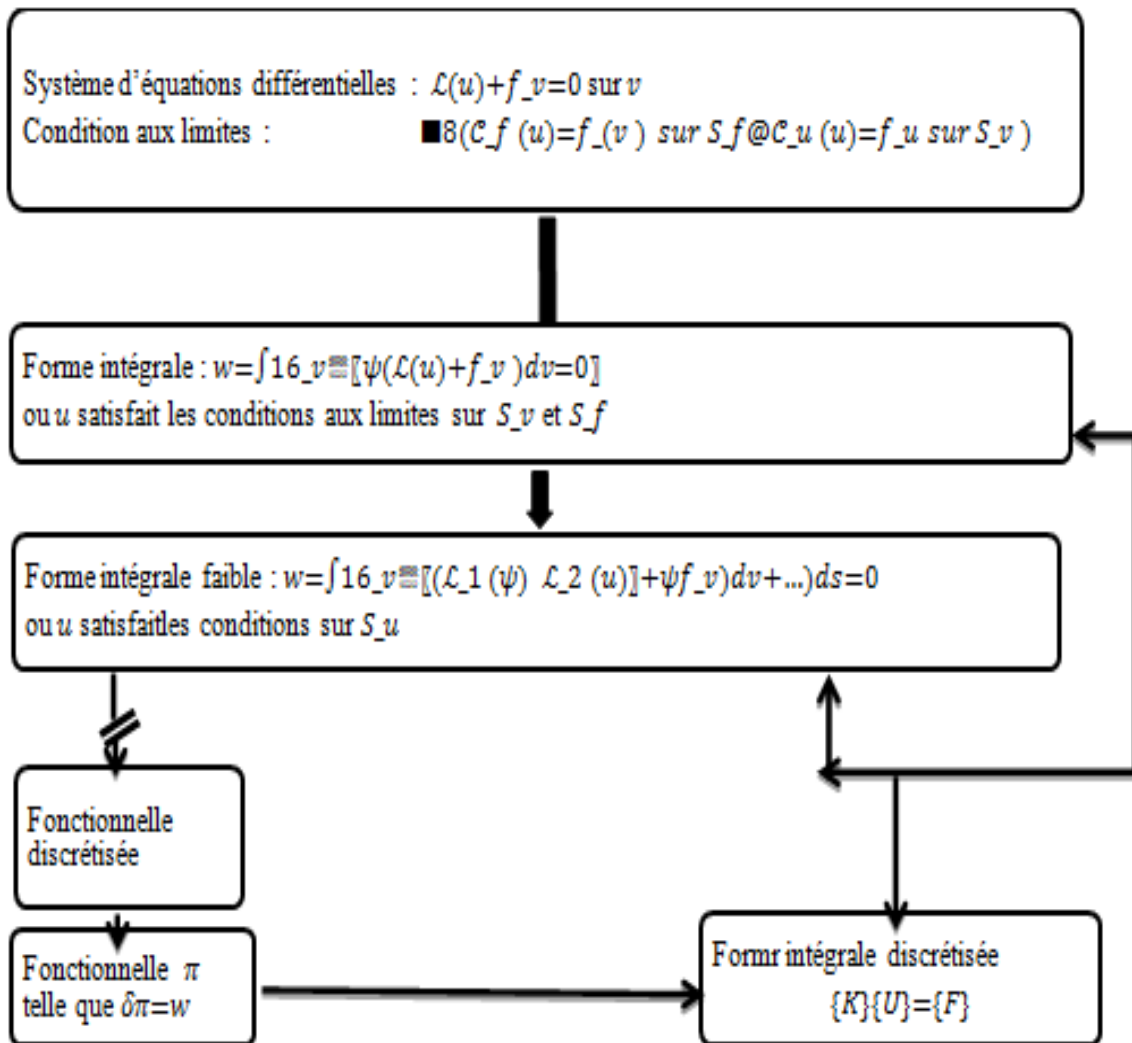 Système d'équations différentielles : ℒ(u)+f_v=0 sur v
Condition aux limites : ■8(𝒞_f (u)=f_(v ) sur S_f@𝒞_u (u)=f_u sur S_v )
Forme intégrale : w=∫16_v▒〖ψ(ℒ(u)+f_v )dv=0〗
ou u satisfait les conditions aux limites sur S_v et S_f
Forme intégrale faible : w=∫16_v▒〖(ℒ_1 (ψ) ℒ_2 (u)〗+ψf_v)dv+...)ds=0
ou u satisfaitles conditions sur S_u
Fonctionnelle
discrétisée
Fonctionnelle π
telle que δπ=w
Formr intégrale discrétisée
{K}{U}={F}